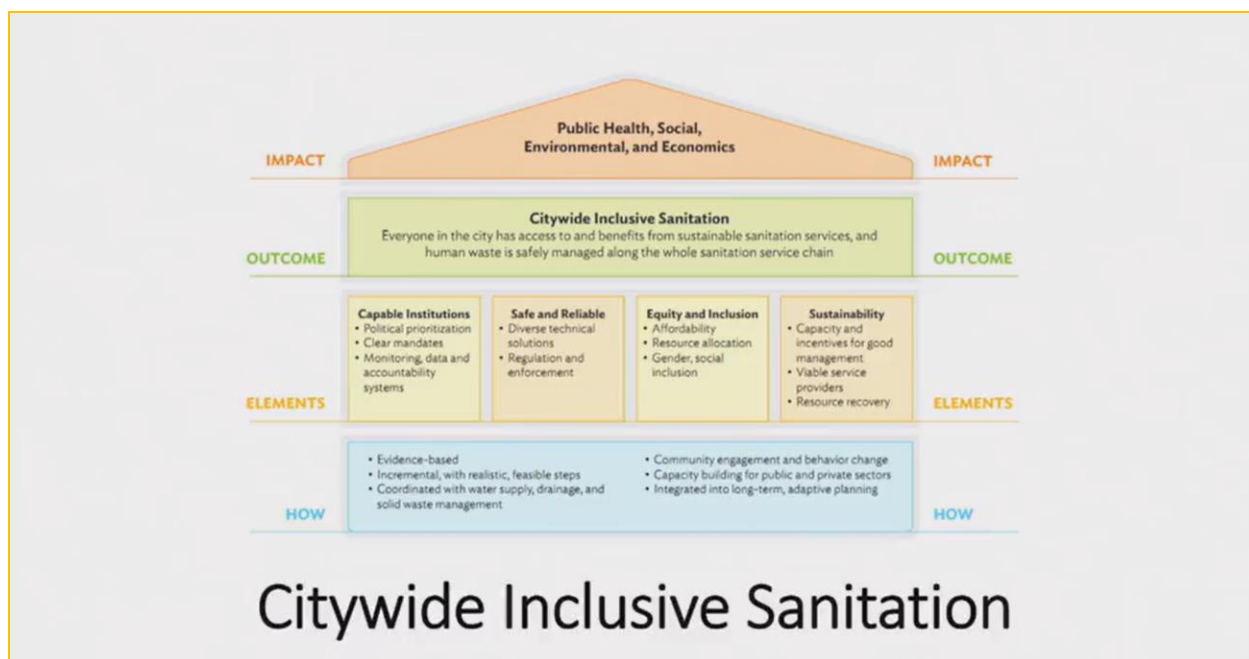 Public Health, Social,
Environmental, and Economics
IMPACT
IMPACT
Citywide Inclusive Sanitation
Everyone in the city has access to and benefits from sustainable sanitation services, and
human waste is safely managed along the whole sanitation service chain
OUTCOME
OUTCOME
Capable Institutions
• Political prioritization
• Clear mandates
• Monitoring, data and
accountability
systems
Safe and Reliable
• Diverse technical
solutions
• Regulation and
enforcement
Equity and Inclusion
• Affordability
• Resource allocation
• Gender, social
inclusion
Sustainability
• Capacity and
incentives for good
management
• Viable service
providers
• Resource recovery
ELEMENTS
ELEMENTS
• Evidence-based
• Incremental, with realistic, feasible steps
• Coordinated with water supply, drainage, and
solid waste management
• Community engagement and behavior change
• Capacity building for public and private sectors
• Integrated into long-term, adaptive planning
HOW
HOW
Citywide Inclusive Sanitation